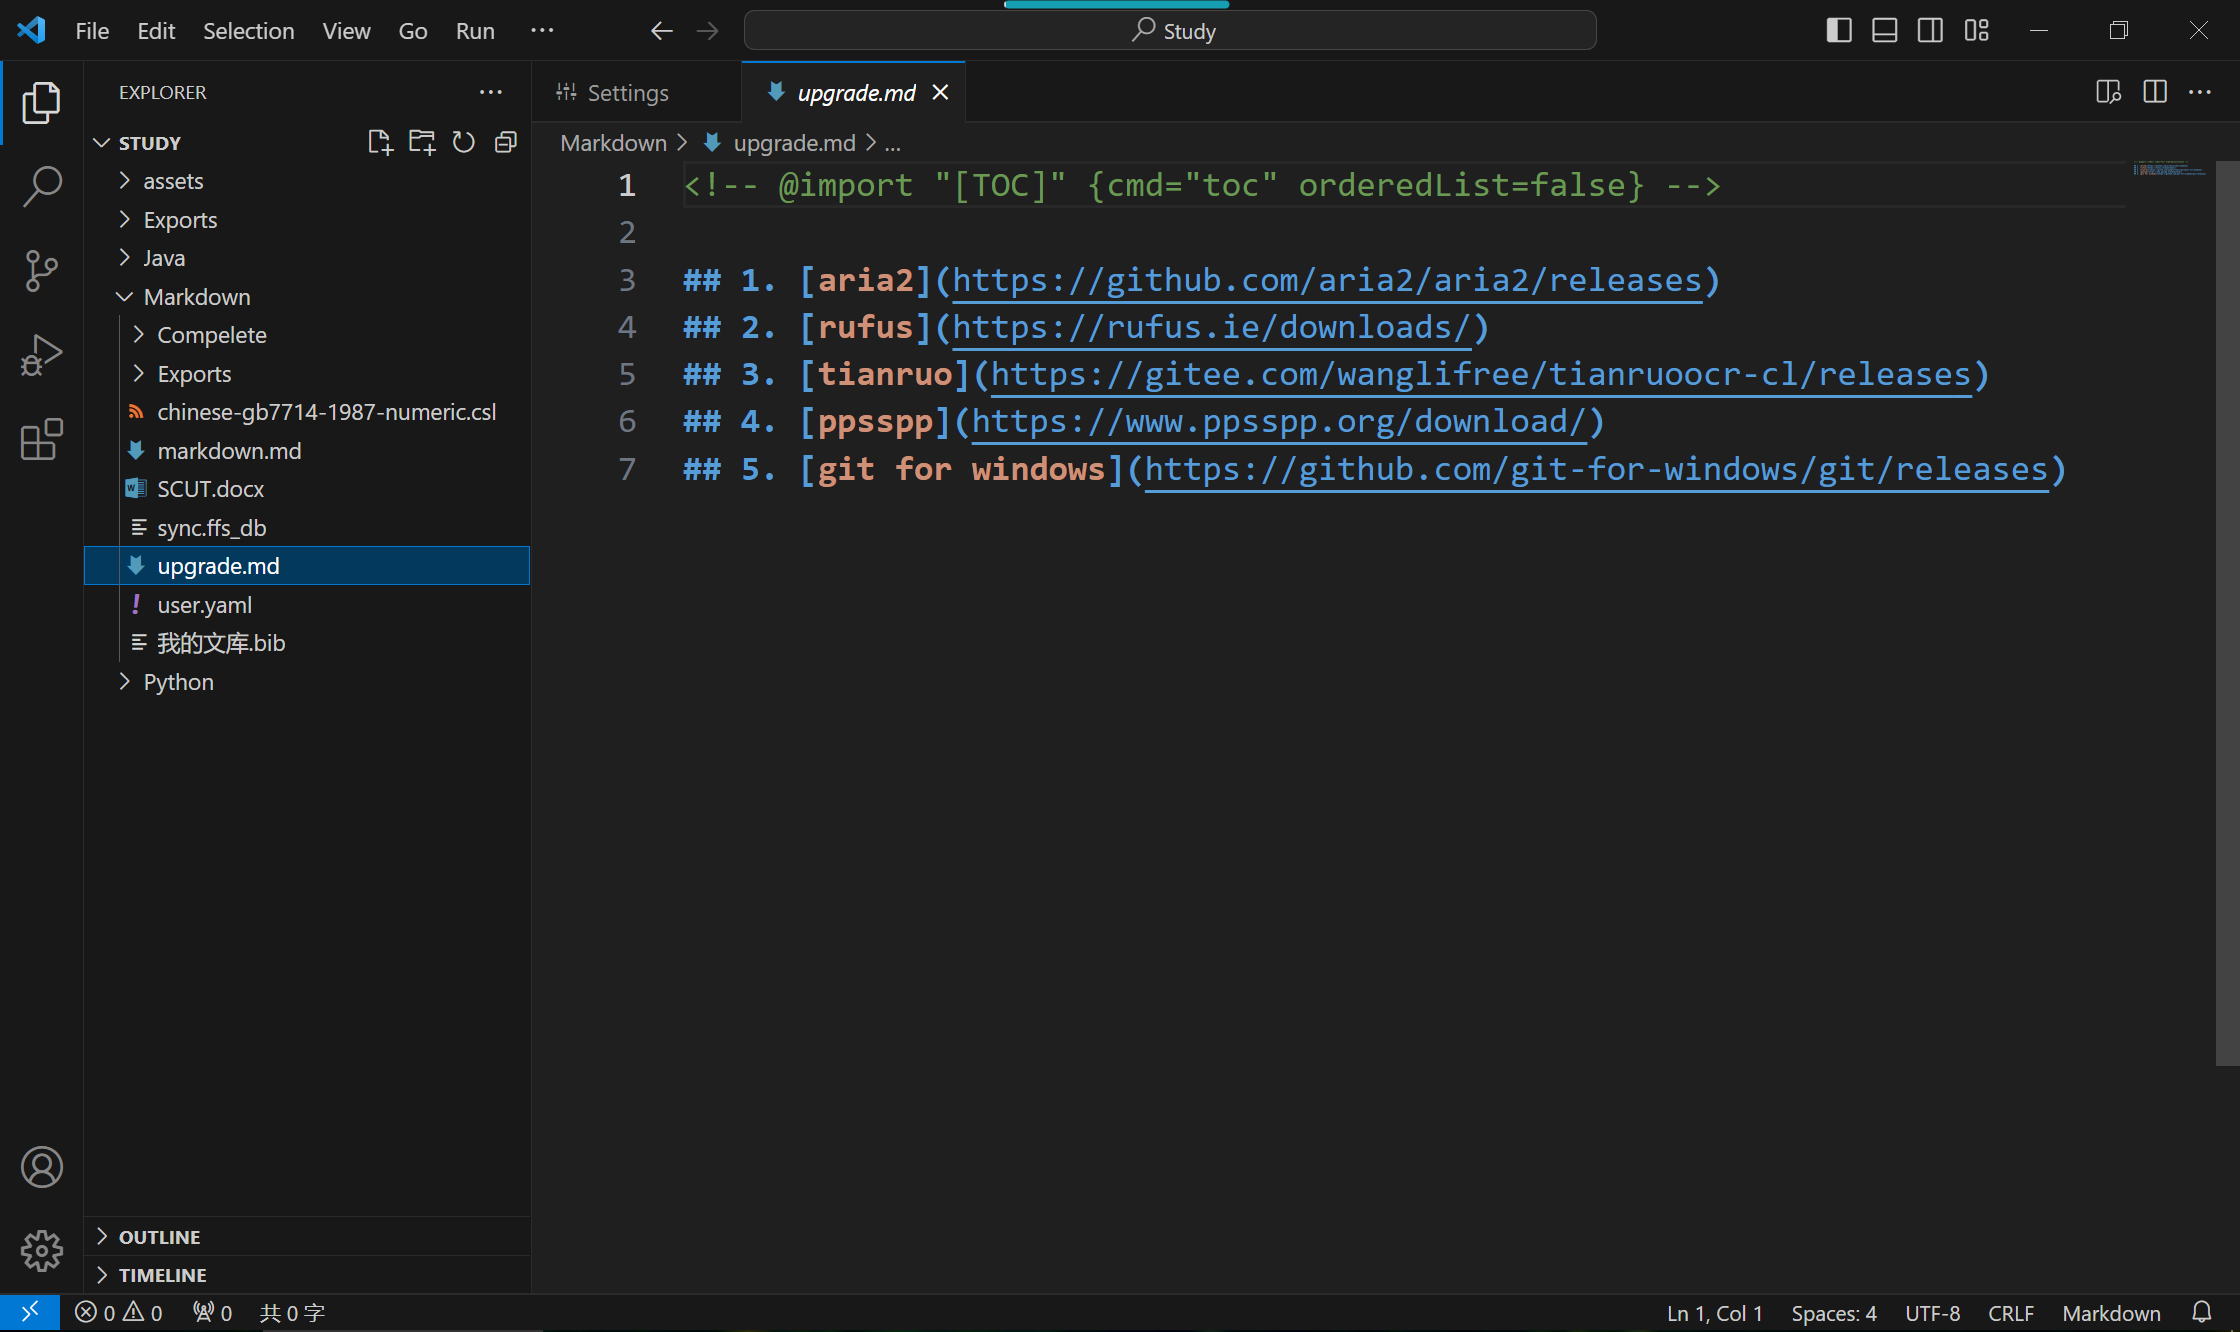 File Edit Selection View Go Run ···
Study
EXPLORER
STUDY
assets
Exports
Java
Markdown
Compelete
Exports
chinese-gb7714-1987-numeric.csl
markdown.md
SCUT.docx
sync.ffs_db
upgrade.md
user.yaml
我的文库.bib
Python
OUTLINE
TIMELINE
Settings
upgrade.md
Markdown > upgrade.md > ...
1 <!-- @import "[TOC]" {cmd="toc" orderedList=false} -->
2
3 ## 1. [aria2](https://github.com/aria2/aria2/releases)
4 ## 2. [rufus](https://rufus.ie/downloads/)
5 ## 3. [tianruo](https://gitee.com/wanglifree/tianruoocr-cl/releases)
6 ## 4. [ppsspp](https://www.ppsspp.org/download/)
7 ## 5. [git for windows](https://github.com/git-for-windows/git/releases)
0 0 0 共 0 字
Ln 1, Col 1 Spaces: 4 UTF-8 CRLF Markdown